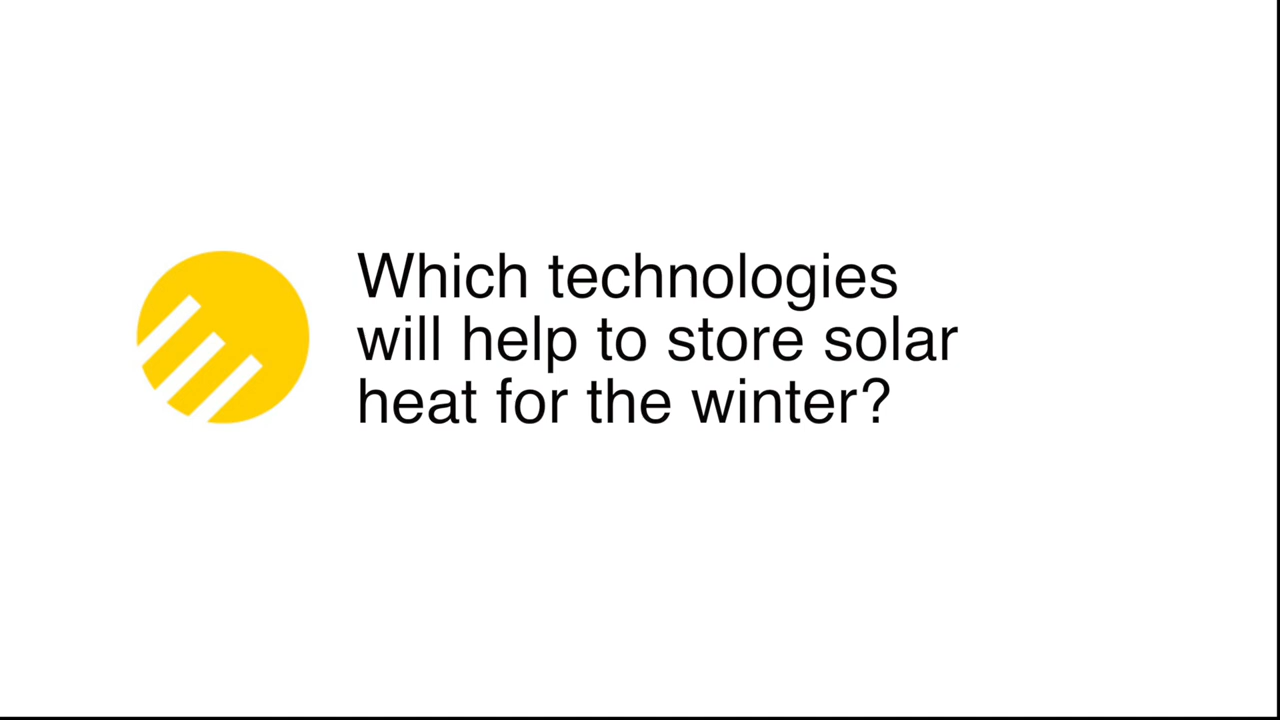 Which technologies
will help to store solar
heat for the winter?